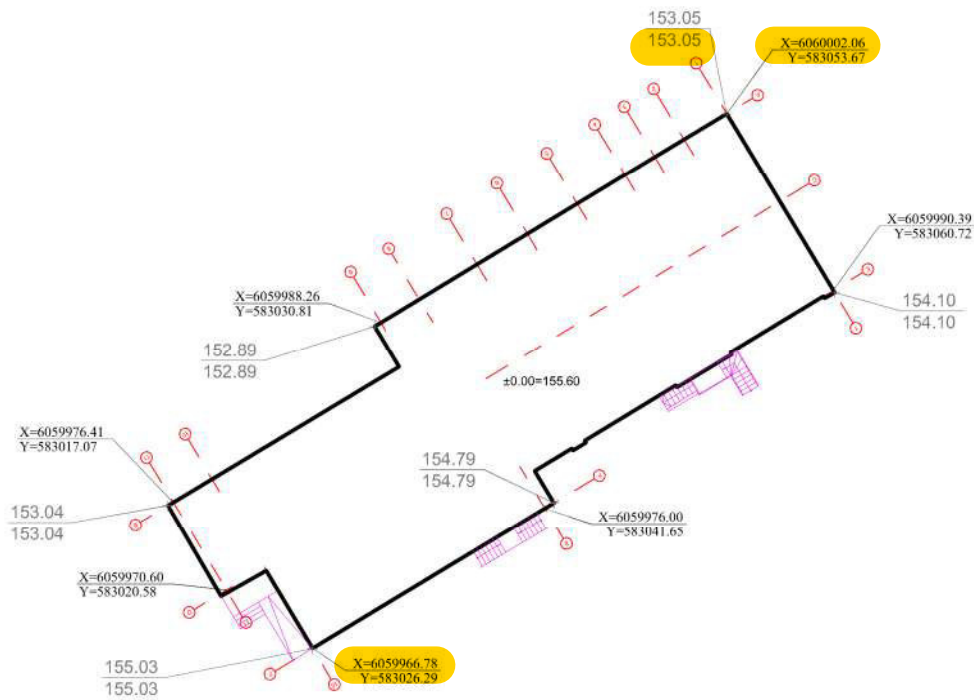 153.05
153.05
X=6060002.06
Y=583053.67
X=6059990.39
Y=583060.72
X=6059988.26
Y=583030.81
154.10
154.10
152.89
152.89
±0.00=155.60
X=6059976.41
Y=583017.07
154.79
154.79
153.04
153.04
X=6059976.00
Y=583041.65
X=6059970.60
Y=583020.58
155.03
155.03
X=6059966.78
Y=583026.29